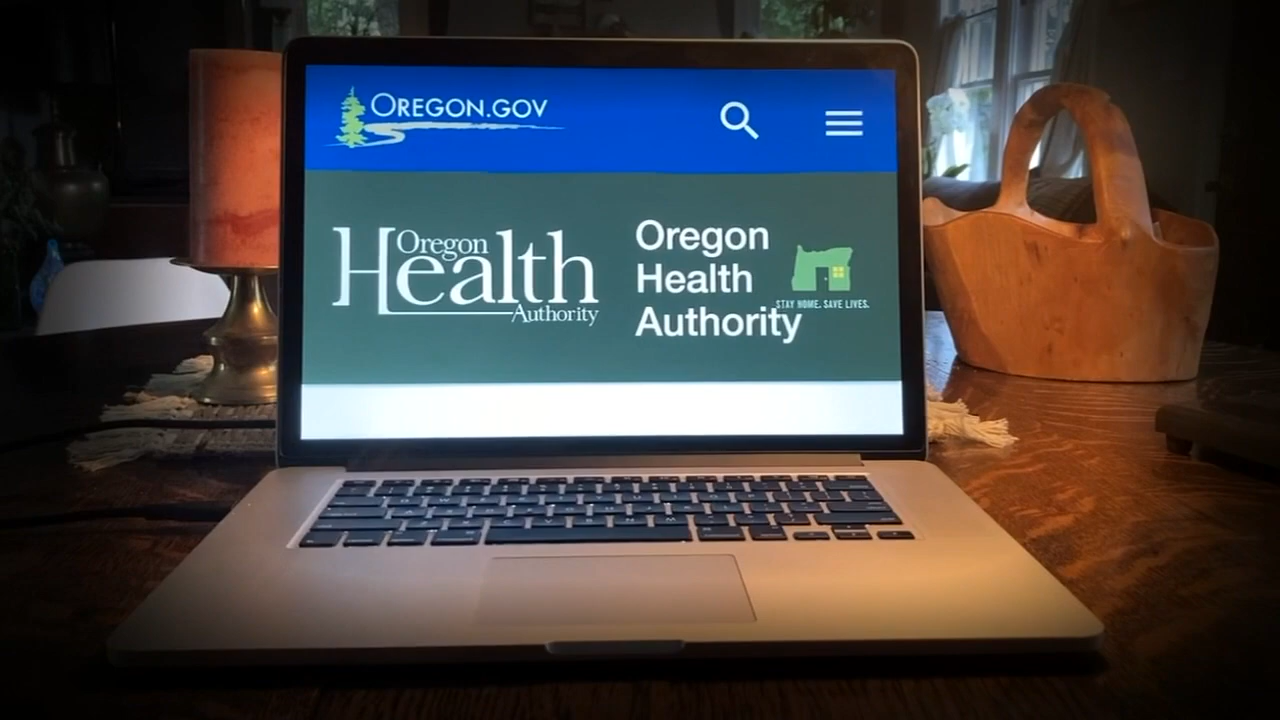 OREGON.GOV
Oregon
Health
Authority
Oregon
Health
Authority
STAY HOME. SAVE LIVES.